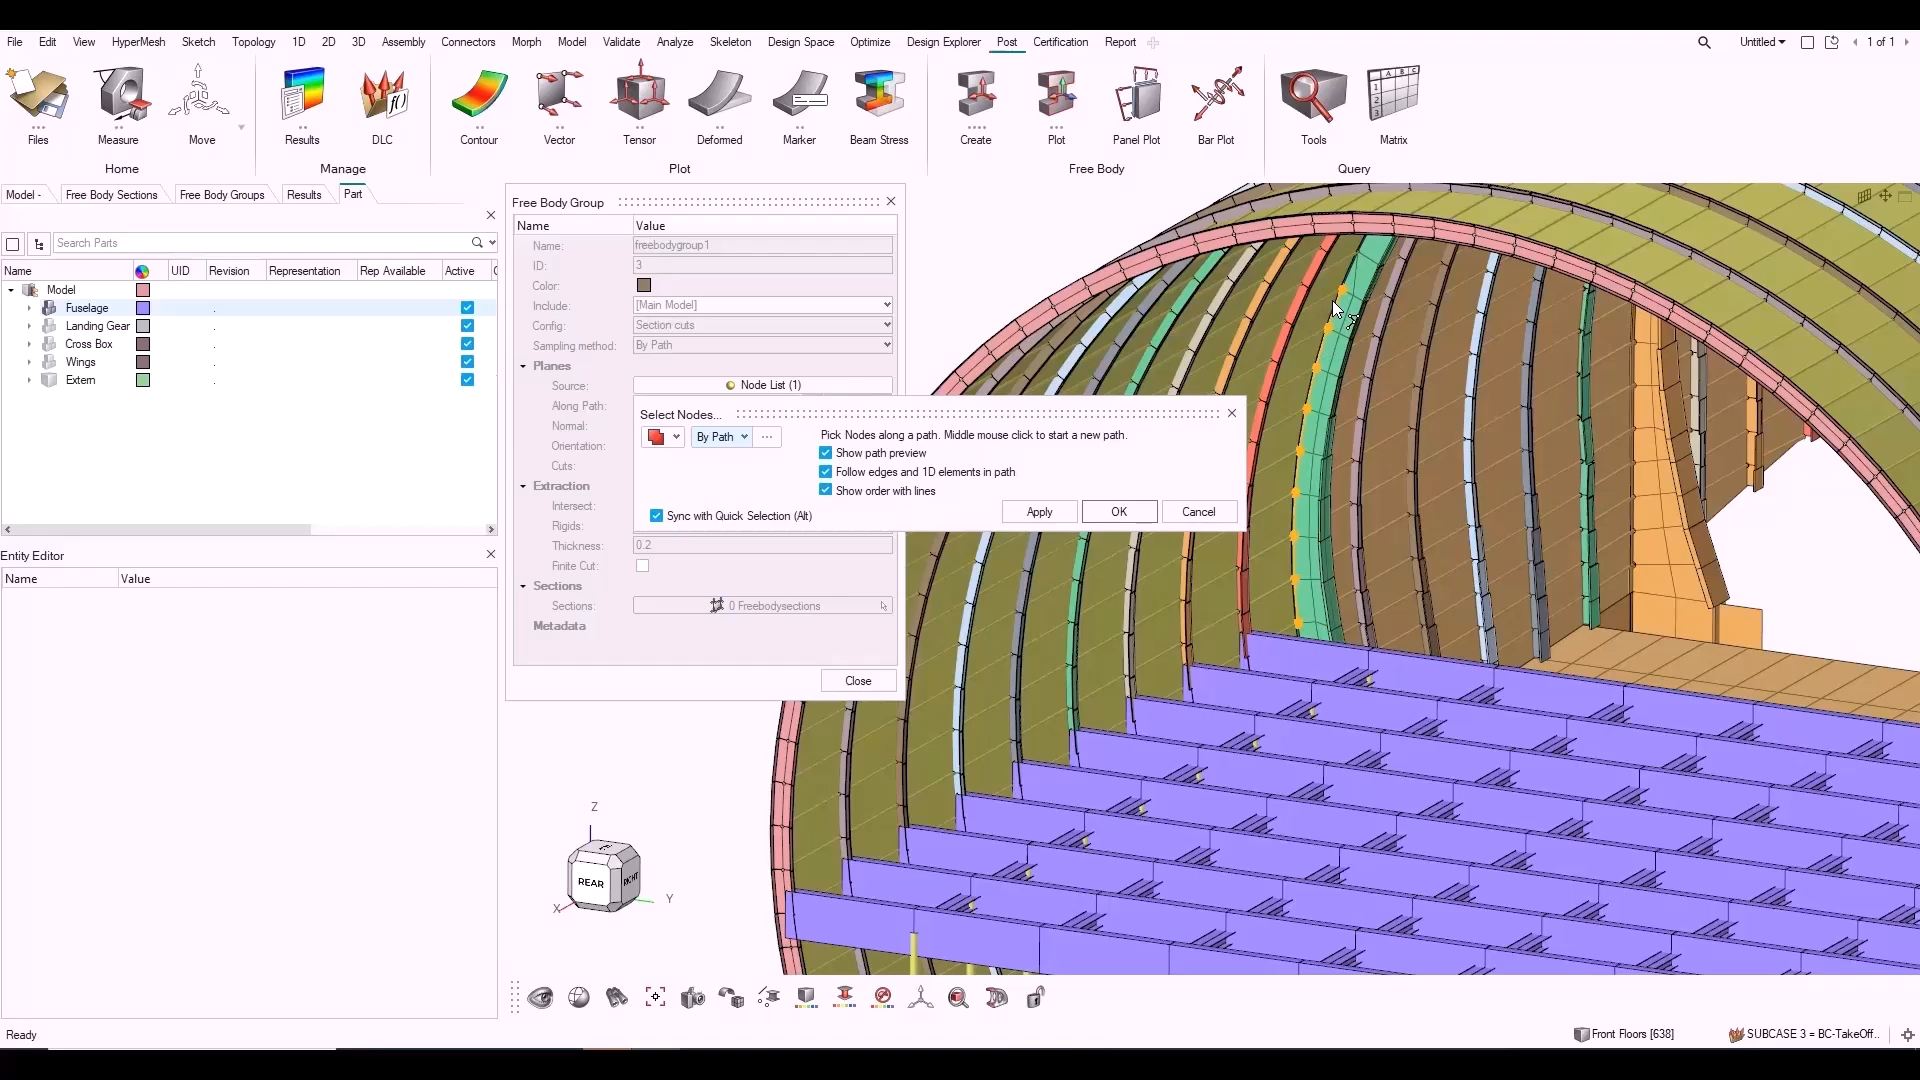 File Edit View HyperMesh Sketch Topology 1D 2D 3D Assembly Connectors Morph Model Validate Analyze Skeleton Design Space Optimize Design Explorer Post Certification Report Untitled 1 of 1
Files Measure Move Results DLC Contour Vector Tensor Deformed Marker Beam Stress Create Plot Panel Plot Bar Plot Tools Matrix
Home Manage Plot Free Body Query
Model - Free Body Sections Free Body Groups Results Part
Search Parts
Name UID Revision Representation Rep Available Active
Model
Fuselage
Landing Gear
Cross Box
Wings
Extern
Entity Editor
Name Value
Free Body Group
Name Value
Name: freebodygroup1
ID: 3
Color:
Include: [Main Model]
Config: Section cuts
Sampling method: By Path
Planes
Source: Node List (1)
Along Path:
Normal:
Orientation:
Cuts:
Extraction
Intersect:
Rigids:
Thickness: 0.2
Finite Cut:
Sections
Sections: 0 Freebodysections
Metadata
Close
Select Nodes...
By Path ... Pick Nodes along a path. Middle mouse click to start a new path.
Show path preview
Follow edges and 1D elements in path
Show order with lines
Sync with Quick Selection (Alt) Apply OK Cancel
Z
REAR RIGHT
X Y
Ready Front Floors [638] SUBCASE 3 = BC-TakeOff..